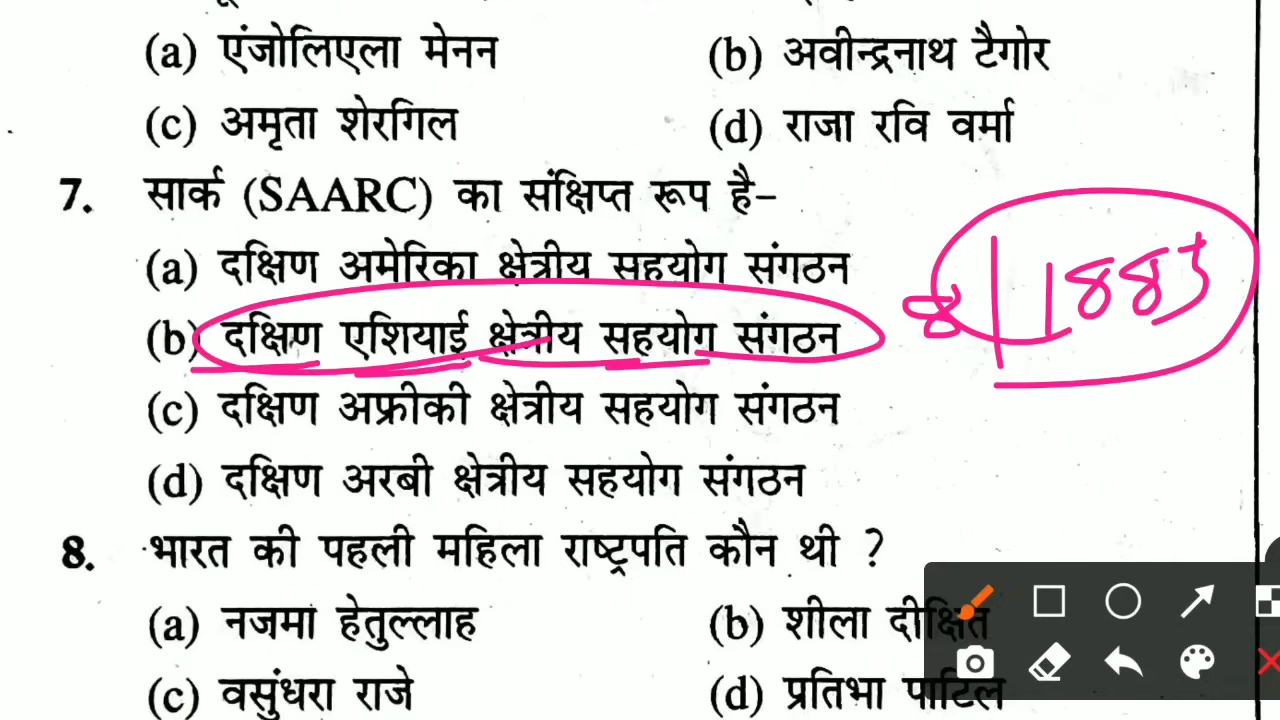 (a) एंजोलिएला मेनन (b) अवीन्द्रनाथ टैगोर
(c) अमृता शेरगिल (d) राजा रवि वर्मा
7. सार्क (SAARC) का संक्षिप्त रूप है–
(a) दक्षिण अमेरिका क्षेत्रीय सहयोग संगठन
(b) दक्षिण एशियाई क्षेत्रीय सहयोग संगठन
(c) दक्षिण अफ्रीकी क्षेत्रीय सहयोग संगठन
(d) दक्षिण अरबी क्षेत्रीय सहयोग संगठन
8. भारत की पहली महिला राष्ट्रपति कौन थी ?
(a) नजमा हेतुल्लाह (b) शीला दीक्षित
(c) वसुंधरा राजे (d) प्रतिभा पाटिल